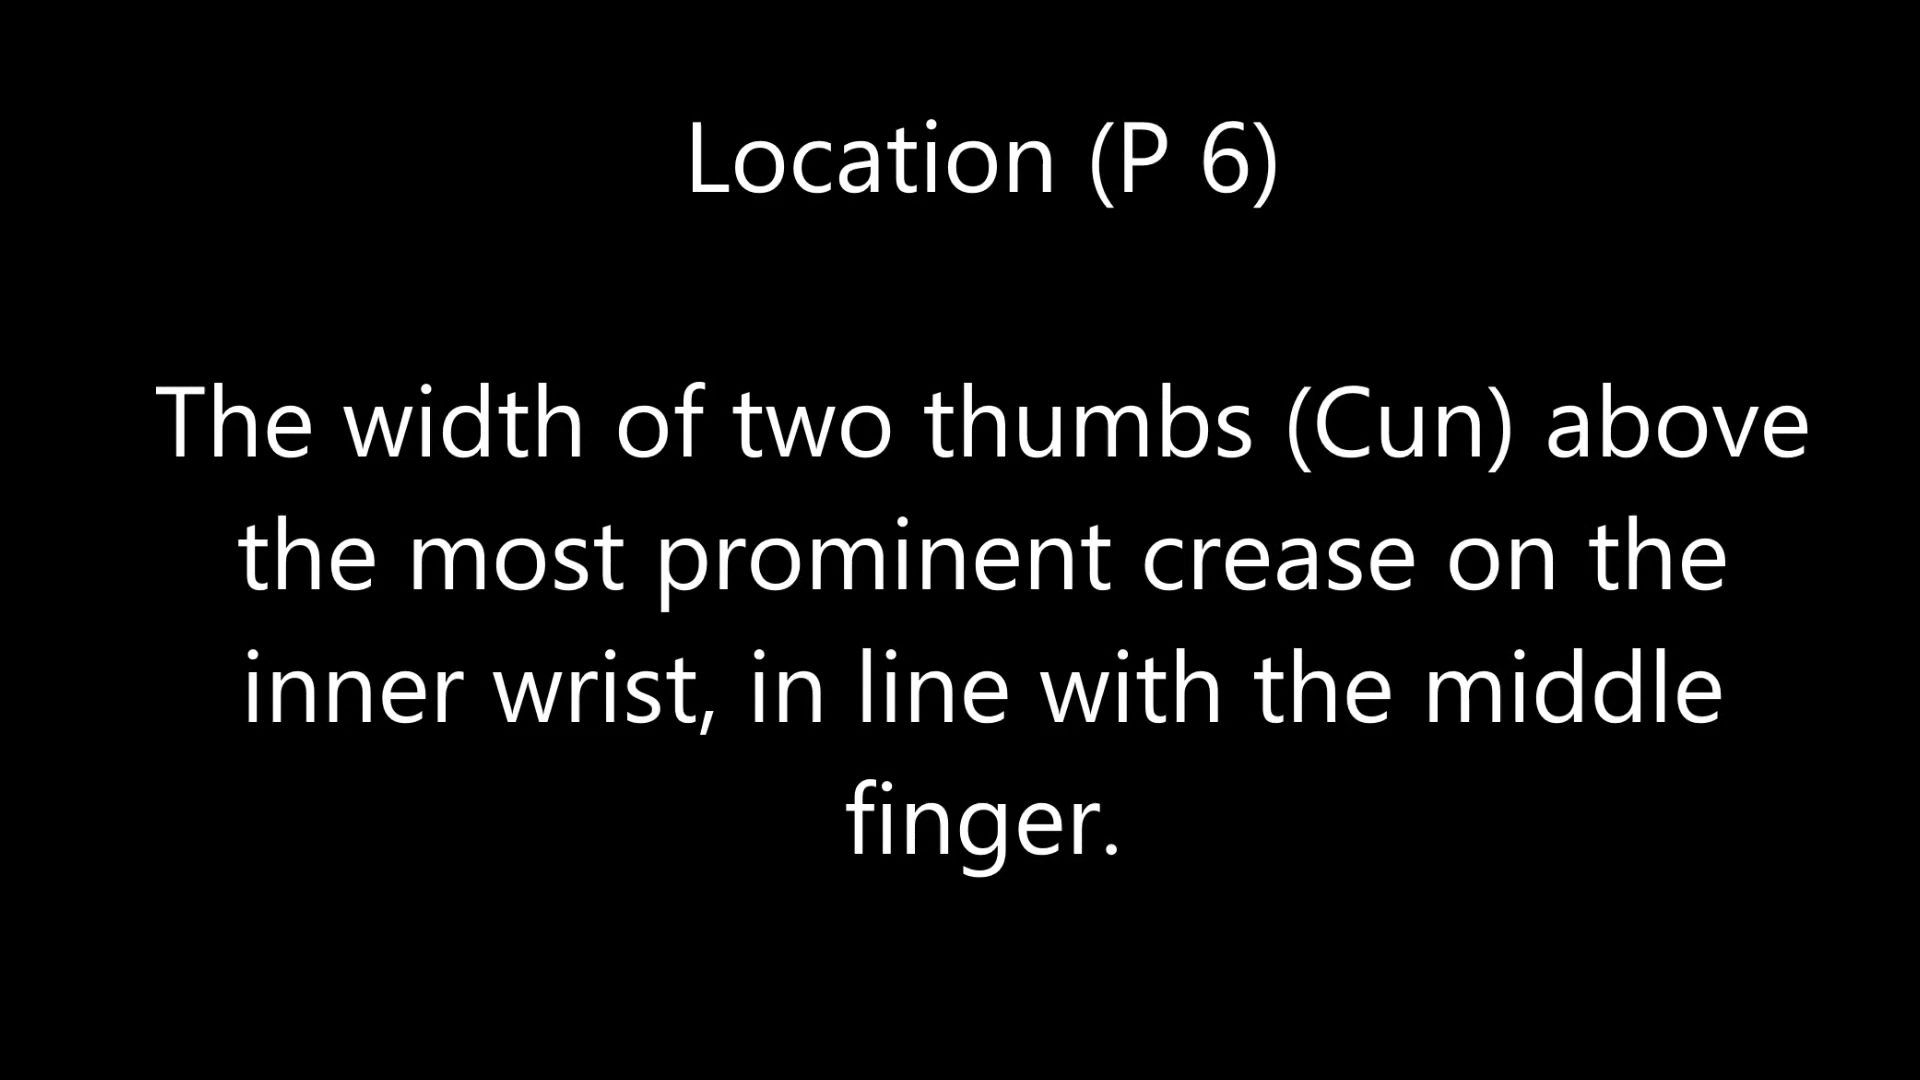 Location (P 6)
The width of two thumbs (Cun) above
the most prominent crease on the
inner wrist, in line with the middle
finger.